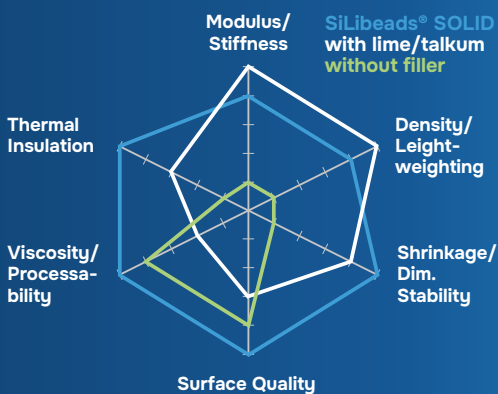 Modulus/
Stiffness
SiLibeads® SOLID
with lime/talkum
without filler
Thermal
Insulation
Density/
Leight-
weighting
Viscosity/
Processa-
bility
Shrinkage/
Dim.
Stability
Surface Quality